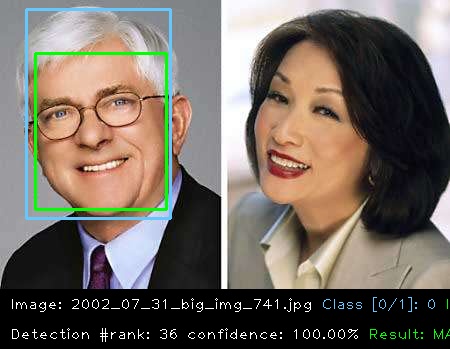 Image: 2002_07_31_big_img_741.jpg Class [0/1]: 0
Detection #rank: 36 confidence: 100.00% Result: